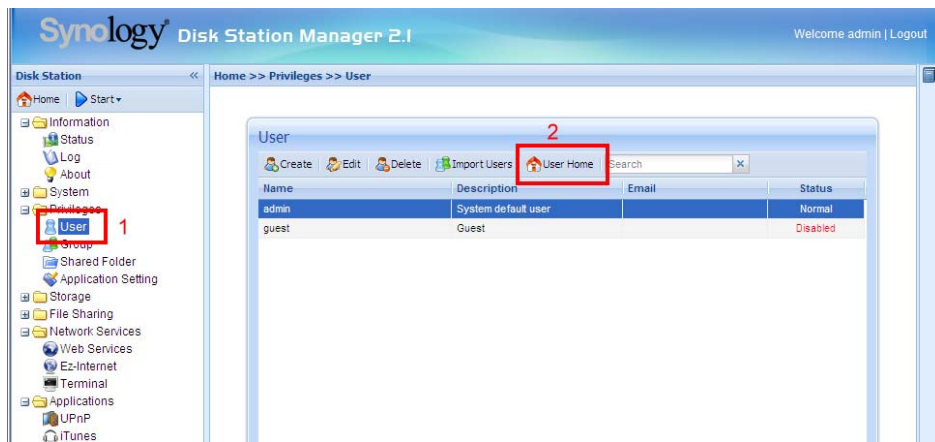 Synology Disk Station Manager 2.1
Welcome admin | Logout
Disk Station «
Home >> Privileges >> User
Home Start
Information
Status
Log
About
System
Privileges
User 1
Group
Shared Folder
Application Setting
Storage
File Sharing
Network Services
Web Services
Ez-Internet
Terminal
Applications
UPnP
iTunes
User
2
Create Edit Delete Import Users User Home Search
Name Description Email Status
admin System default user Normal
guest Guest Disabled